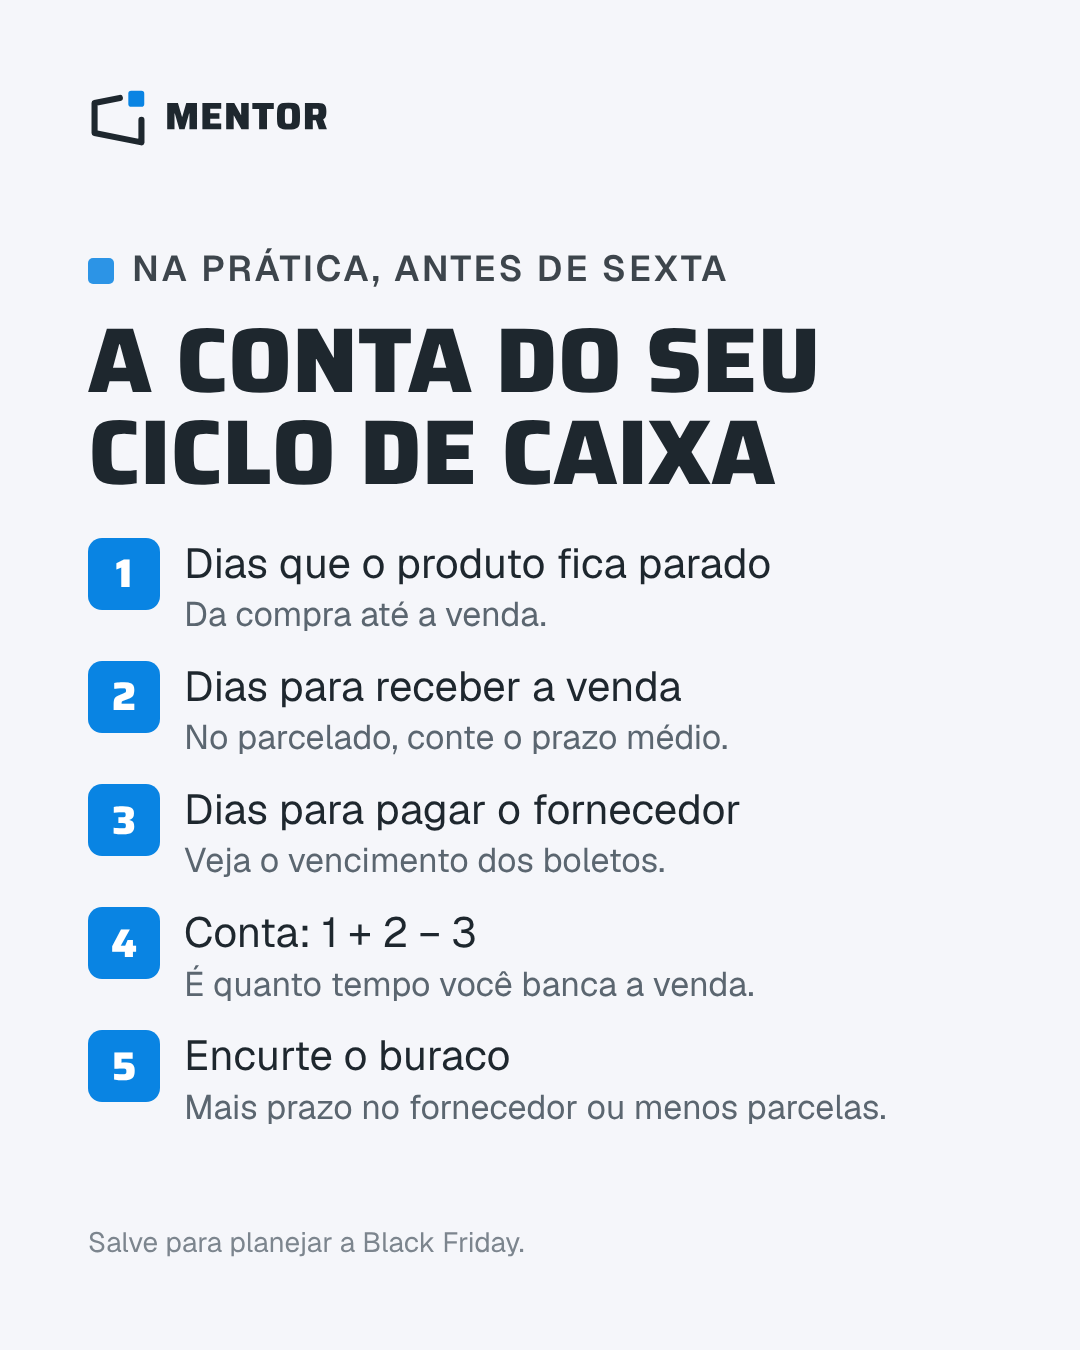 MENTOR
NA PRÁTICA, ANTES DE SEXTA
A CONTA DO SEU
CICLO DE CAIXA
1 Dias que o produto fica parado
Da compra até a venda.
2 Dias para receber a venda
No parcelado, conte o prazo médio.
3 Dias para pagar o fornecedor
Veja o vencimento dos boletos.
4 Conta: 1 + 2 – 3
É quanto tempo você banca a venda.
5 Encurte o buraco
Mais prazo no fornecedor ou menos parcelas.
Salve para planejar a Black Friday.